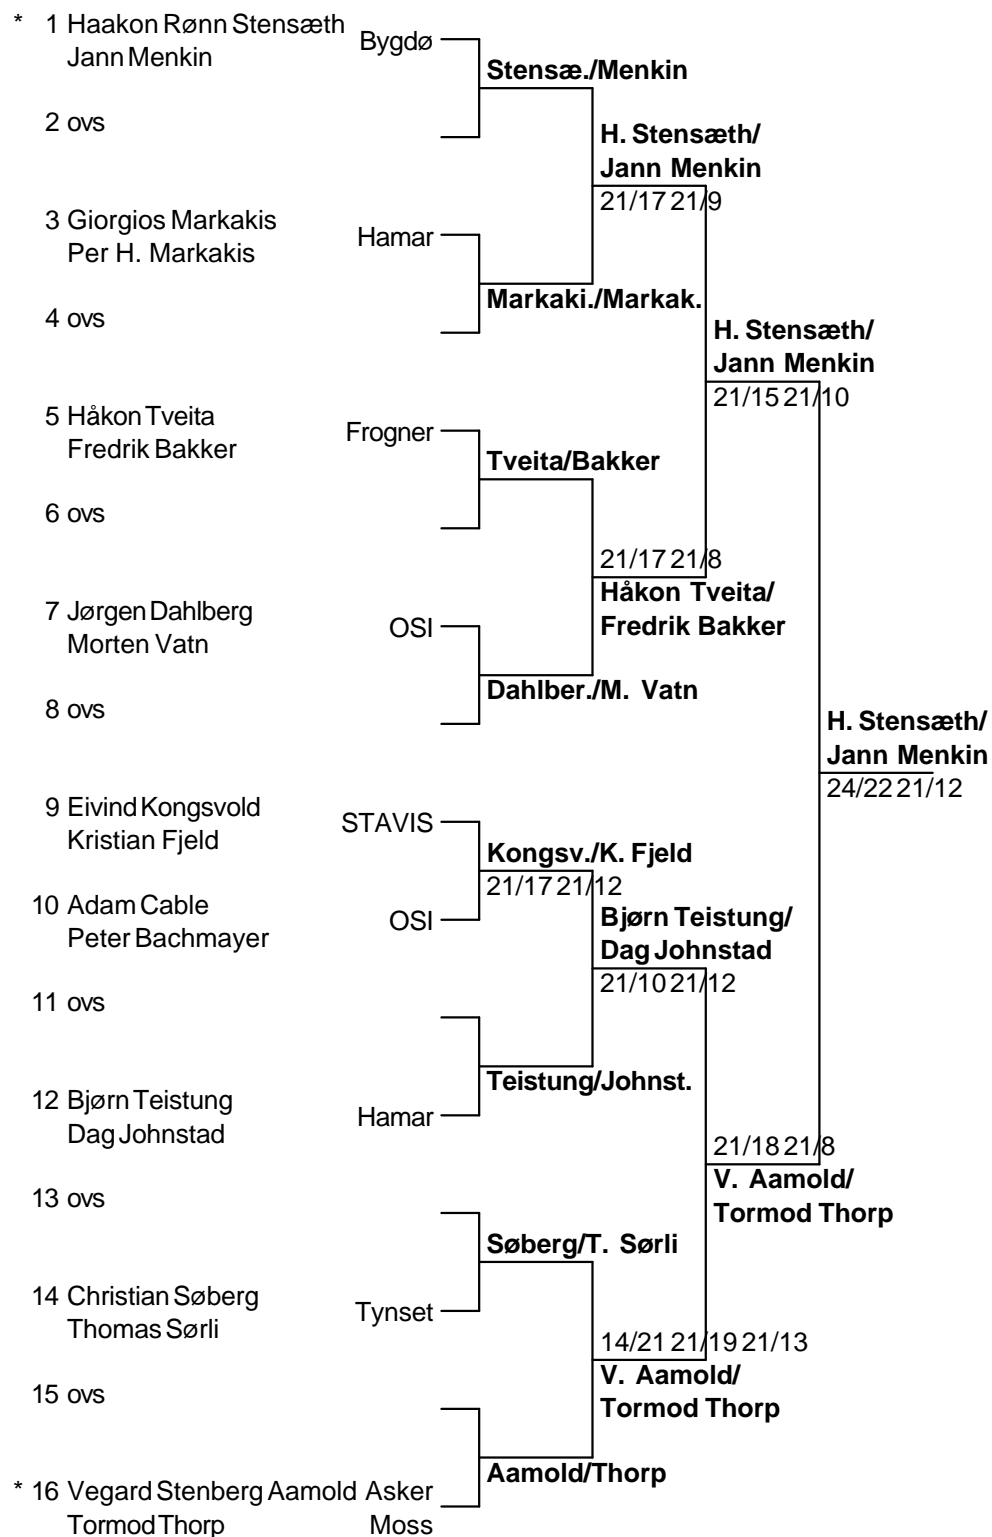 * 1 Haakon Rønn Stensæth Bygdø
Jann Menkin
Stensæ./Menkin
2 ovs
H. Stensæth/
Jann Menkin
21/17 21/9
3 Giorgios Markakis Hamar
Per H. Markakis
Markaki./Markak.
4 ovs
H. Stensæth/
Jann Menkin
21/15 21/10
5 Håkon Tveita Frogner
Fredrik Bakker
Tveita/Bakker
6 ovs
21/17 21/8
Håkon Tveita/
Fredrik Bakker
7 Jørgen Dahlberg OSI
Morten Vatn
Dahlber./M. Vatn
8 ovs
H. Stensæth/
Jann Menkin
24/22 21/12
9 Eivind Kongsvold STAVIS
Kristian Fjeld
Kongsv./K. Fjeld
21/17 21/12
10 Adam Cable OSI
Peter Bachmayer
Bjørn Teistung/
Dag Johnstad
21/10 21/12
11 ovs
Teistung/Johnst.
12 Bjørn Teistung Hamar
Dag Johnstad
21/18 21/8
V. Aamold/
Tormod Thorp
13 ovs
Søberg/T. Sørli
14 Christian Søberg Tynset
Thomas Sørli
14/21 21/19 21/13
V. Aamold/
Tormod Thorp
15 ovs
Aamold/Thorp
* 16 Vegard Stenberg Aamold Asker
Tormod Thorp Moss